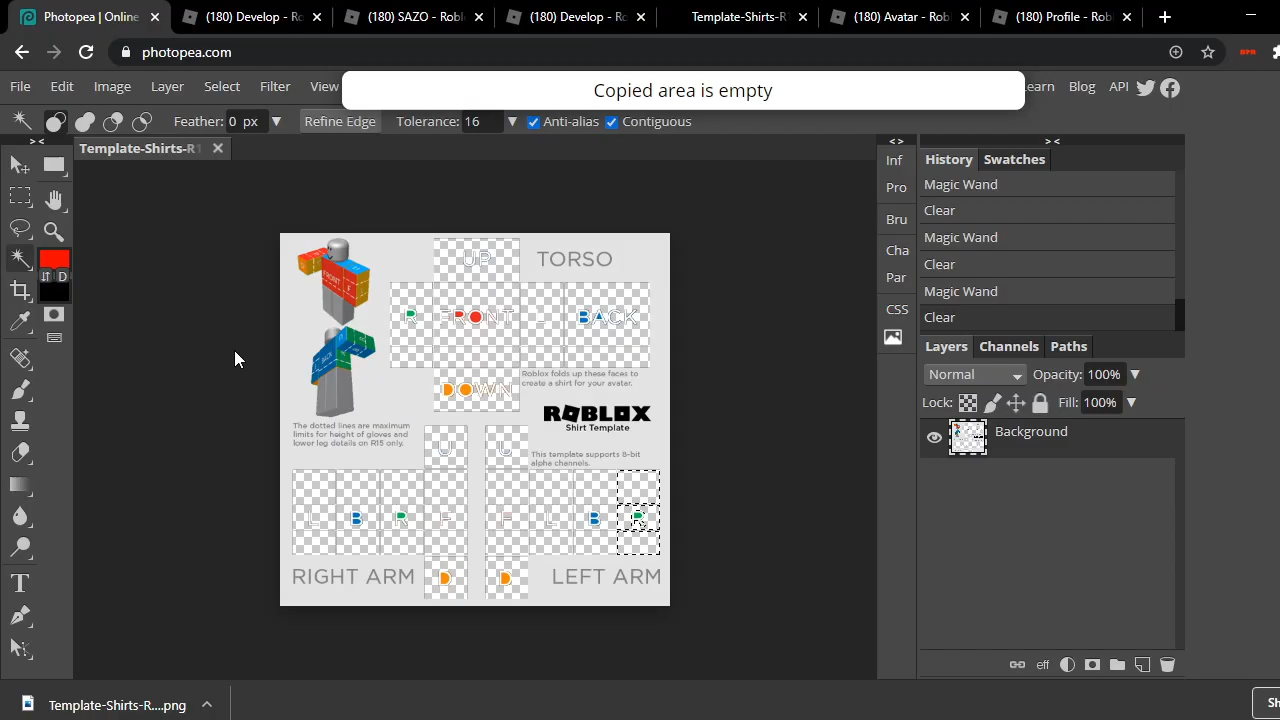 Photopea | Online
(180) Develop - Ro
(180) SAZO - Robl
(180) Develop - Ro
Template-Shirts-R1
(180) Avatar - Rob
(180) Profile - Rob
photopea.com
File Edit Image Layer Select Filter View
Copied area is empty
Learn Blog API
Feather: 0 px Refine Edge Tolerance: 16 Anti-alias Contiguous
> < < > > <
Template-Shirts-R1
Inf
Pro
Bru
Cha
Par
CSS
History Swatches
Magic Wand
Clear
Magic Wand
Clear
Magic Wand
Clear
Layers Channels Paths
Normal Opacity: 100%
Lock: Fill: 100%
Background
eff
D
UP TORSO
FRONT F
R FRONT L BACK
BACK
DOWN
Roblox folds up these faces to
create a shirt for your avatar.
ROBLOX
Shirt Template
The dotted lines are maximum
limits for height of gloves and
lower leg details on R15 only.
U U
This template supports 8-bit
alpha channels.
L B R F F L B R
RIGHT ARM D D LEFT ARM
Template-Shirts-R....png
Sh